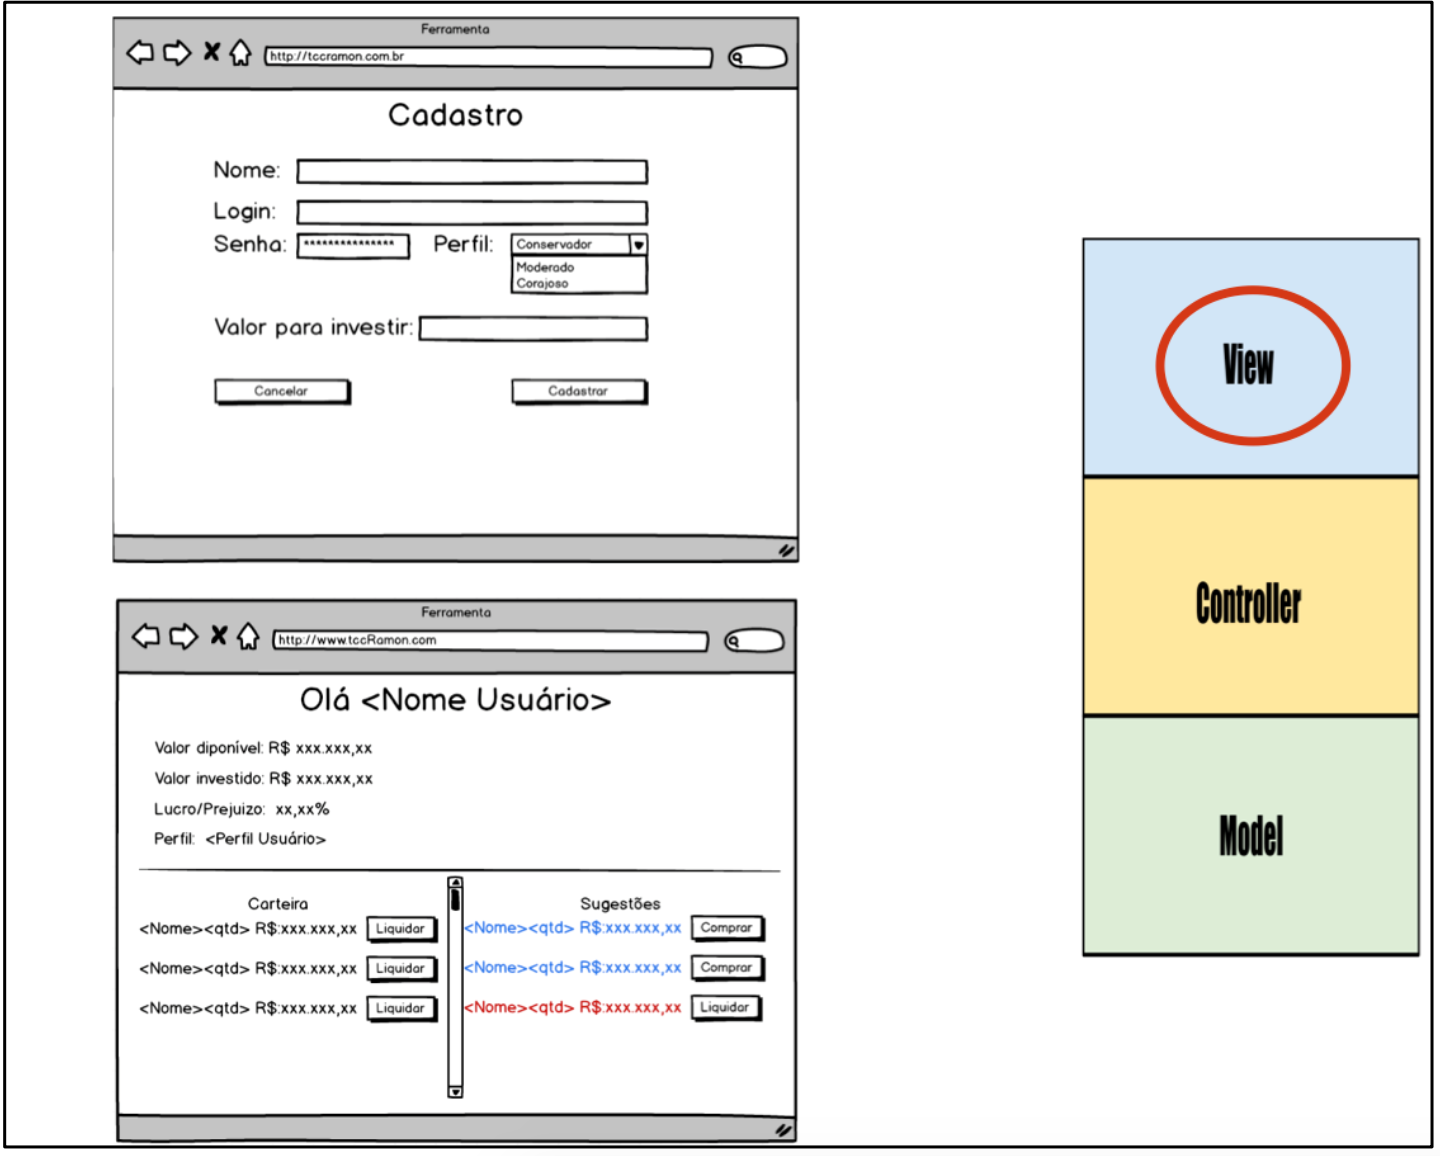 Ferramenta
http://tccramon.com.br
Cadastro
Nome:
Login:
Senha: *************** Perfil: Conservador
Moderado
Corajoso
Valor para investir:
Cancelar Cadastrar
Ferramenta
http://www.tccRamon.com
Olá <Nome Usuário>
Valor diponível: R$ xxx.xxx,xx
Valor investido: R$ xxx.xxx,xx
Lucro/Prejuizo: xx,xx%
Perfil: <Perfil Usuário>
Carteira
<Nome><qtd> R$:xxx.xxx,xx Liquidar
<Nome><qtd> R$:xxx.xxx,xx Liquidar
<Nome><qtd> R$:xxx.xxx,xx Liquidar
Sugestões
<Nome><qtd> R$:xxx.xxx,xx Comprar
<Nome><qtd> R$:xxx.xxx,xx Comprar
<Nome><qtd> R$:xxx.xxx,xx Liquidar
View
Controller
Model